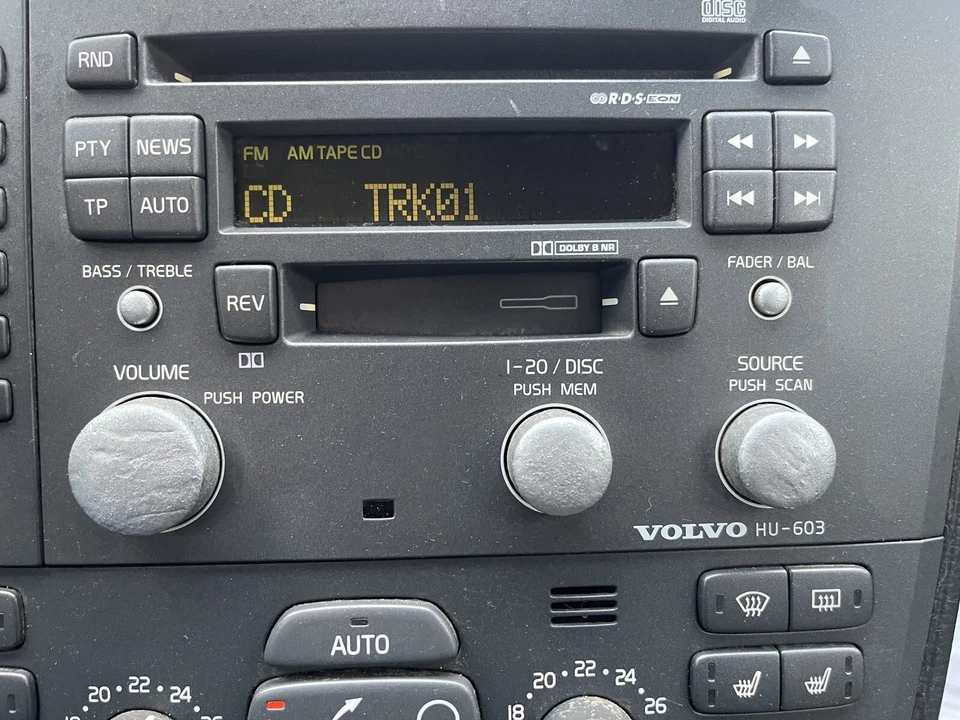 disc
DIGITAL AUDIO
RND
R·D·S EON
PTY NEWS
FM AM TAPE CD
TP AUTO
CD TRK01
DOLBY B NR
BASS / TREBLE
FADER / BAL
REV
VOLUME
1-20 / DISC
SOURCE
PUSH POWER
PUSH MEM
PUSH SCAN
VOLVO HU-603
AUTO
20 · 22 · 24
18 26
18 20 · 22 · 24 · 26